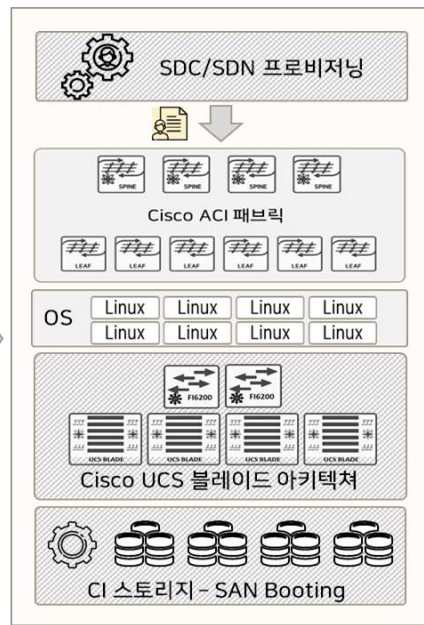 SDC/SDN 프로비저닝
SPINE SPINE SPINE SPINE
Cisco ACI 패브릭
LEAF LEAF LEAF LEAF LEAF LEAF
OS
Linux Linux Linux Linux
Linux Linux Linux Linux
FI6200 FI6200
UCS BLADE UCS BLADE UCS BLADE UCS BLADE
Cisco UCS 블레이드 아키텍쳐
CI 스토리지 – SAN Booting